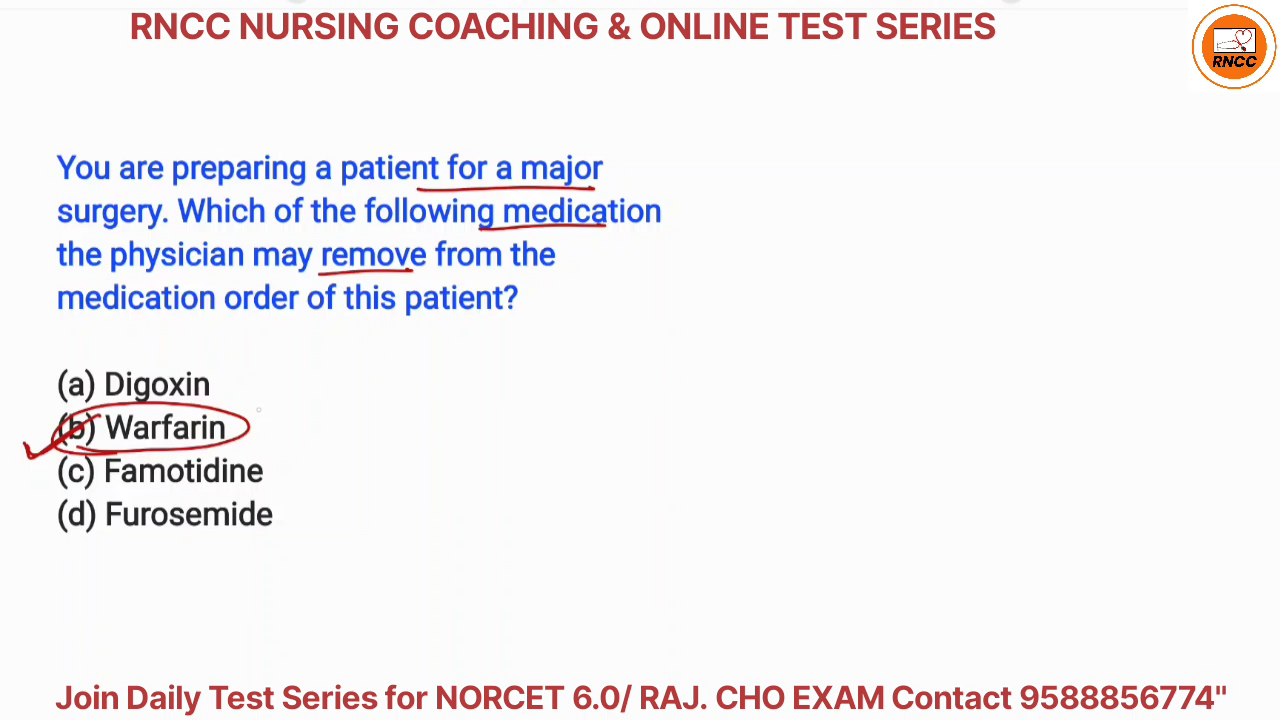 RNCC NURSING COACHING & ONLINE TEST SERIES
RNCC
You are preparing a patient for a major
surgery. Which of the following medication
the physician may remove from the
medication order of this patient?
(a) Digoxin
(b) Warfarin
(c) Famotidine
(d) Furosemide
Join Daily Test Series for NORCET 6.0/ RAJ. CHO EXAM Contact 9588856774"